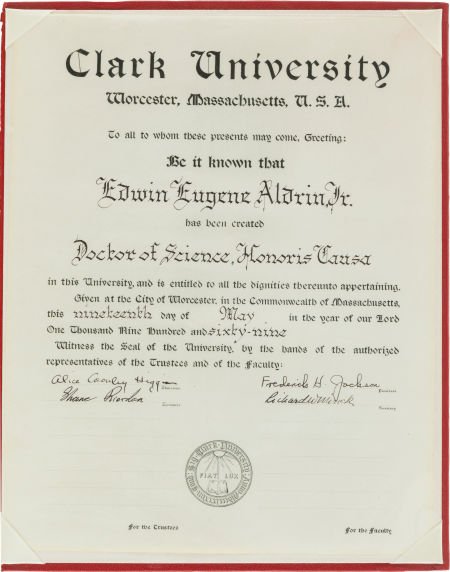 Clark University
Worcester, Massachusetts, U. S. A.
To all to whom these presents may come, Greeting:
Be it known that
Edwin Eugene Aldrin, Jr.
has been created
Doctor of Science, Honoris Causa
in this University, and is entitled to all the dignities thereunto appertaining.
Given at the City of Worcester, in the Commonwealth of Massachusetts,
this nineteenth day of May in the year of our Lord
One Thousand Nine Hundred and sixty-nine
Witness the Seal of the University, by the hands of the authorized
representatives of the Trustees and of the Faculty:
Alice Higgins Frederick H. Jackson
Shane Riorden
FIAT LUX
For the Trustees For the Faculty